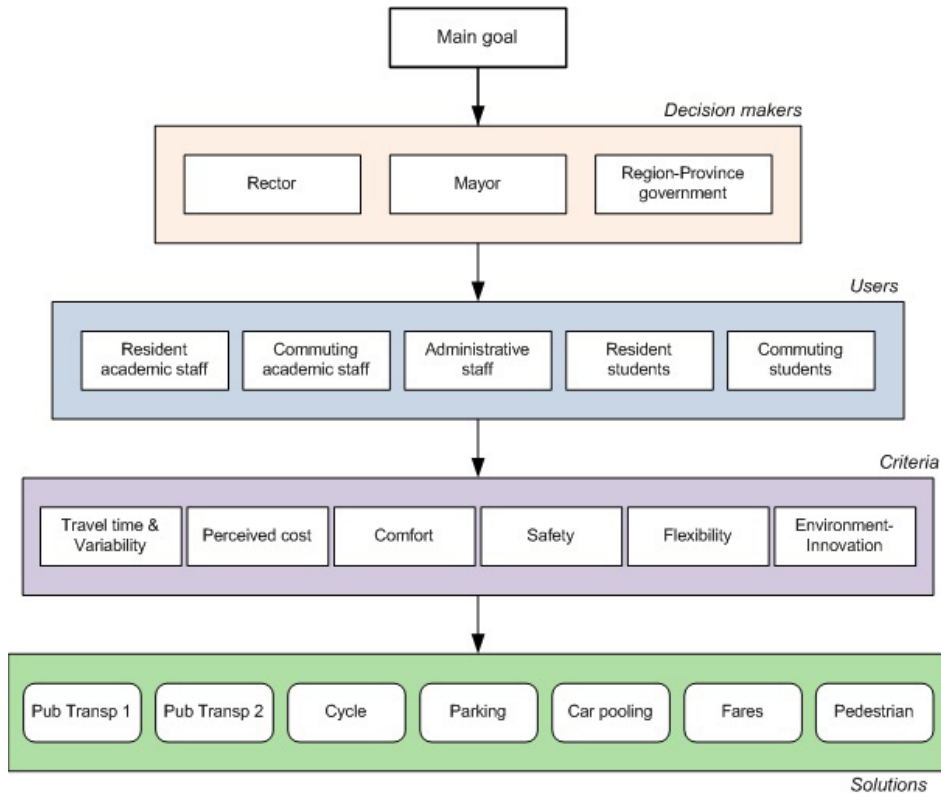 Main goal
Decision makers
Rector
Mayor
Region-Province
government
Users
Resident
academic staff
Commuting
academic staff
Administrative
staff
Resident
students
Commuting
students
Criteria
Travel time &
Variability
Perceived cost
Comfort
Safety
Flexibility
Environment-
Innovation
Pub Transp 1
Pub Transp 2
Cycle
Parking
Car pooling
Fares
Pedestrian
Solutions